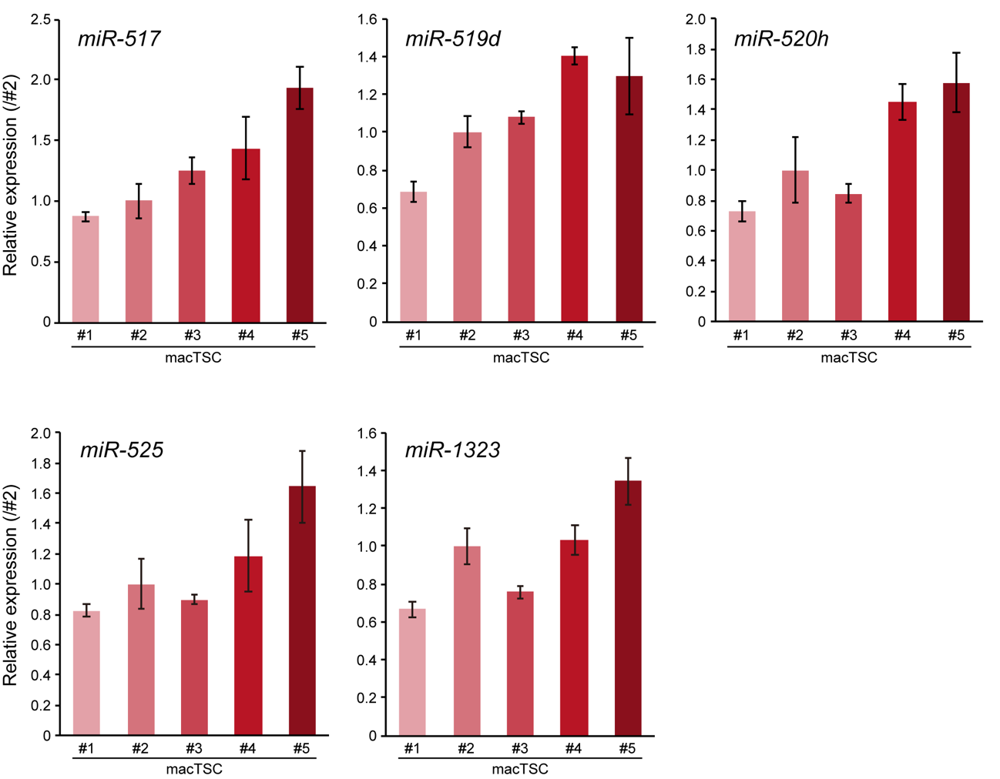 Relative expression (/#2)
miR-517
2.5
2.0
1.5
1.0
0.5
0
#1 #2 #3 #4 #5
macTSC
miR-519d
1.6
1.4
1.2
1.0
0.8
0.6
0.4
0.2
0
#1 #2 #3 #4 #5
macTSC
miR-520h
2.0
1.8
1.6
1.4
1.2
1.0
0.8
0.6
0.4
0.2
0
#1 #2 #3 #4 #5
macTSC
Relative expression (/#2)
miR-525
2.0
1.8
1.6
1.4
1.2
1.0
0.8
0.6
0.4
0.2
0
#1 #2 #3 #4 #5
macTSC
miR-1323
1.6
1.4
1.2
1.0
0.8
0.6
0.4
0.2
0
#1 #2 #3 #4 #5
macTSC